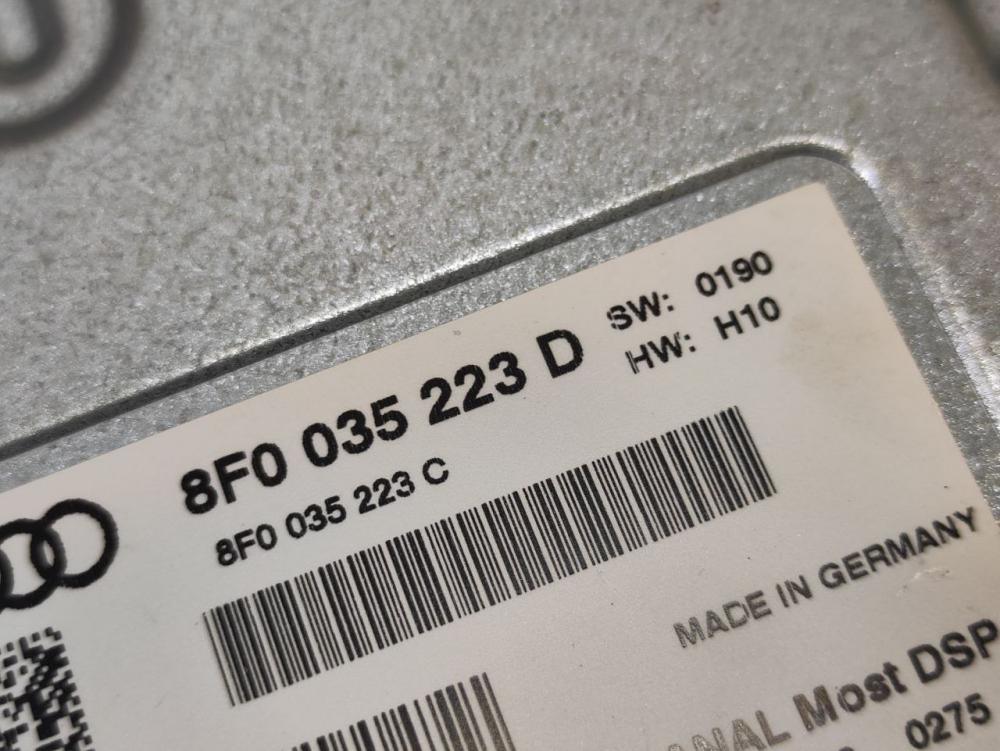 8F0 035 223 D
SW: 0190
HW: H10
8F0 035 223 C
MADE IN GERMANY
Most DSP
0275